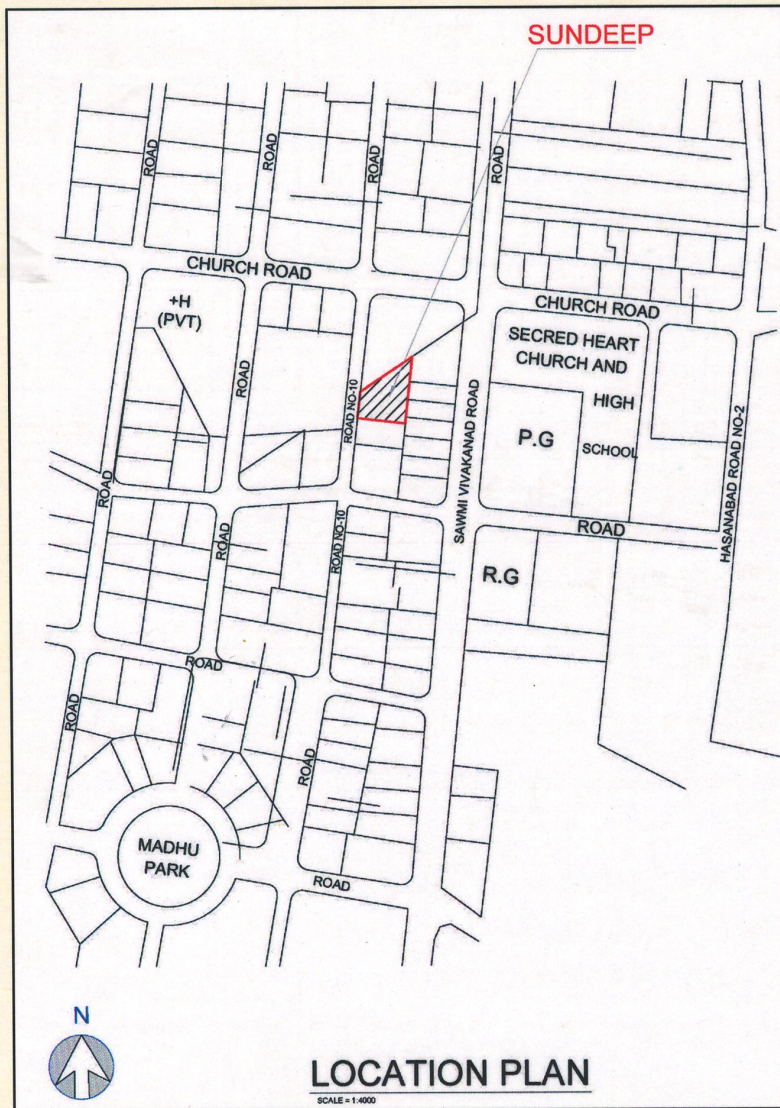 SUNDEEP
ROAD
ROAD
ROAD
ROAD
CHURCH ROAD
+H
(PVT)
CHURCH ROAD
SECRED HEART
CHURCH AND
HIGH
SCHOOL
P.G
ROAD
ROAD NO-10
SAWMI VIVAKANAD ROAD
HASANABAD ROAD NO-2
ROAD
ROAD
ROAD
ROAD NO-10
R.G
ROAD
ROAD
ROAD
MADHU
PARK
ROAD
N
LOCATION PLAN
SCALE = 1:4000